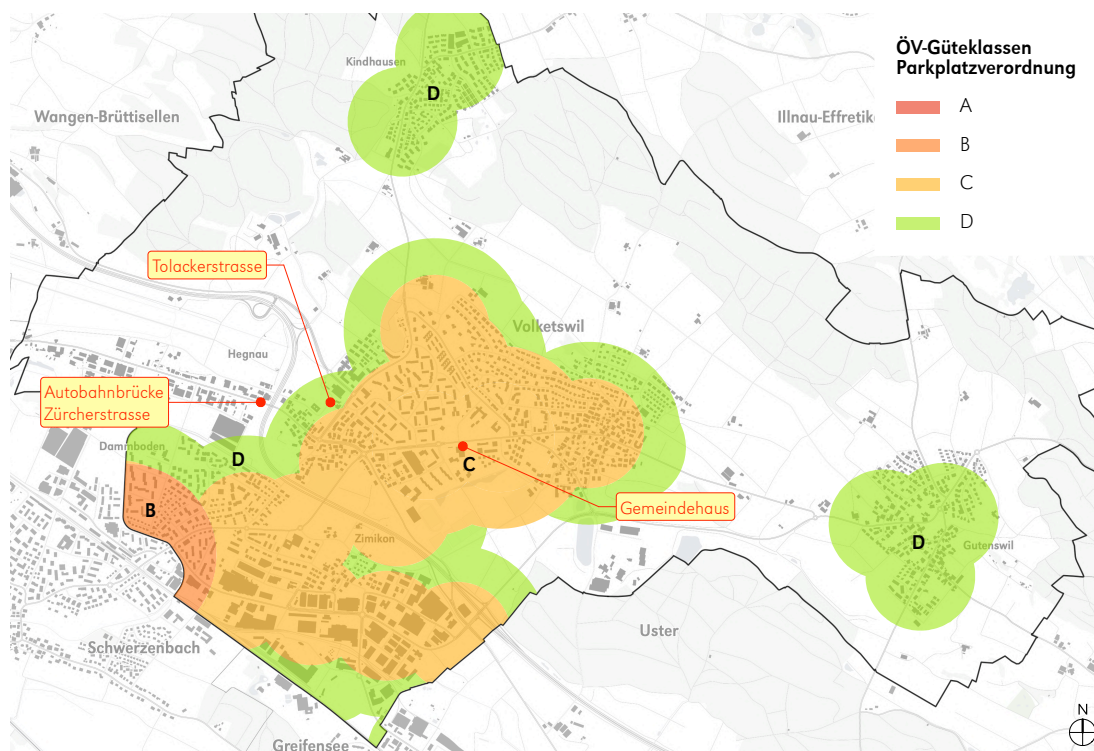 ÖV-Güteklassen
Parkplatzverordnung
A
B
C
D
Kindhausen
D
Wangen-Brüttisellen
Illnau-Effretik
Tolackerstrasse
Volketswil
Hegnau
Autobahnbrücke
Zürcherstrasse
Dammboden
D
C
B
Gemeindehaus
Zimikon
D
Gutenswil
Uster
Schwerzenbach
Greifensee
N